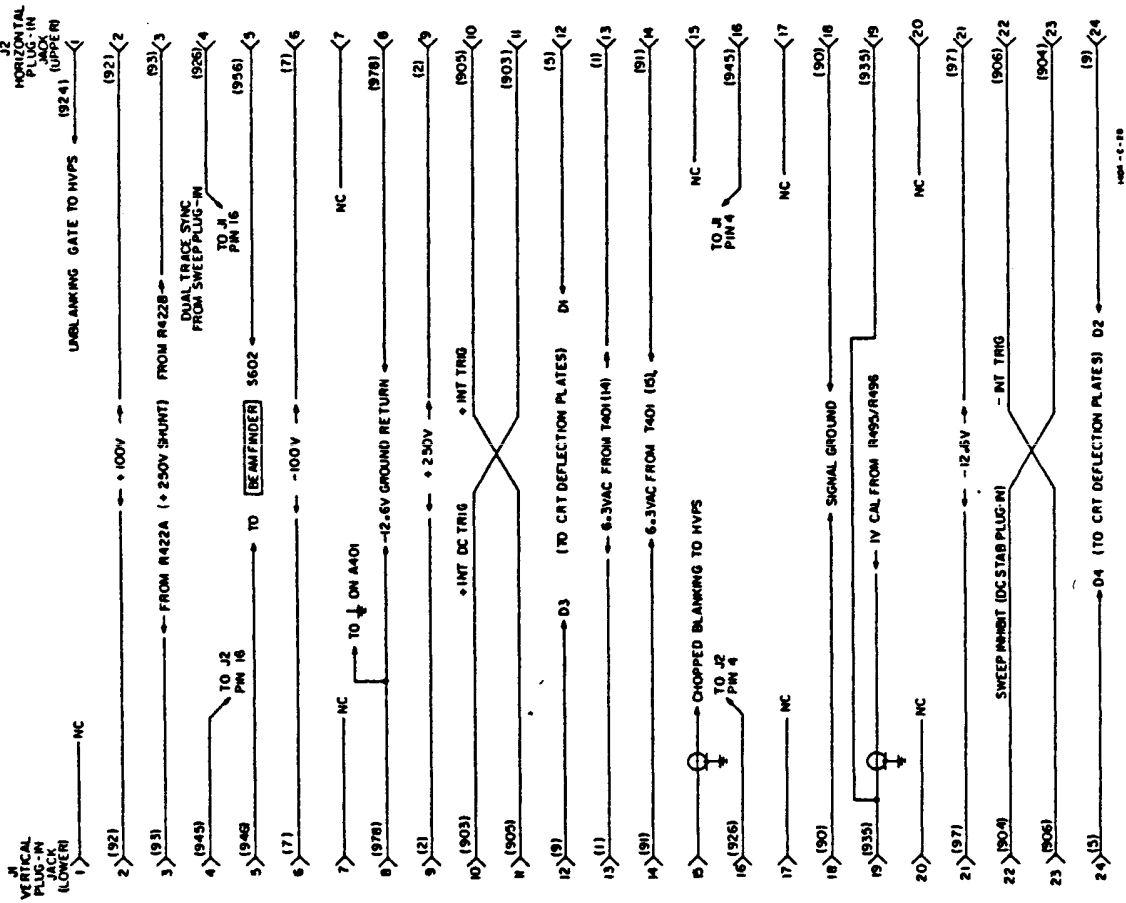 J1
VERTICAL
PLUG-IN
JACK
(LOWER)
J2
HORIZONTAL
PLUG-IN
JACK
(UPPER)
1 NC
UNBLANKING GATE TO HVPS (924) 1
2 (92) +100V (92) 2
3 (93) FROM R422A (+250V SHUNT) FROM R422B (93) 3
4 (945) TO J2
PIN 16
DUAL TRACE SYNC
FROM SWEEP PLUG-IN
TO J1
PIN 16
(926) 4
5 (946) TO BEAMFINDER S602 (956) 5
6 (7) -100V (7) 6
7 NC NC 7
TO ON A401
8 (978) -12.6V GROUND RETURN (978) 8
9 (2) +250V (2) 9
10 (903) +INT DC TRIG +INT TRIG (905) 10
11 (905) (903) 11
12 (9) D3 (TO CRT DEFLECTION PLATES) D1 (5) 12
13 (1) 6.3VAC FROM T401(14) (1) 13
14 (91) 6.3VAC FROM T401 (15) (91) 14
15 CHOPPED BLANKING TO HVPS NC 15
16 (926) TO J2
PIN 4
TO J1
PIN 4
(945) 16
17 NC NC 17
18 (90) SIGNAL GROUND (90) 18
19 (935) 1V CAL FROM R495/R496 (935) 19
20 NC NC 20
21 (97) -12.6V (97) 21
22 (904) SWEEP INHIBIT (DC STAB PLUG-IN) - INT TRIG (906) 22
23 (906) (904) 23
24 (5) D4 (TO CRT DEFLECTION PLATES) D2 (9) 24